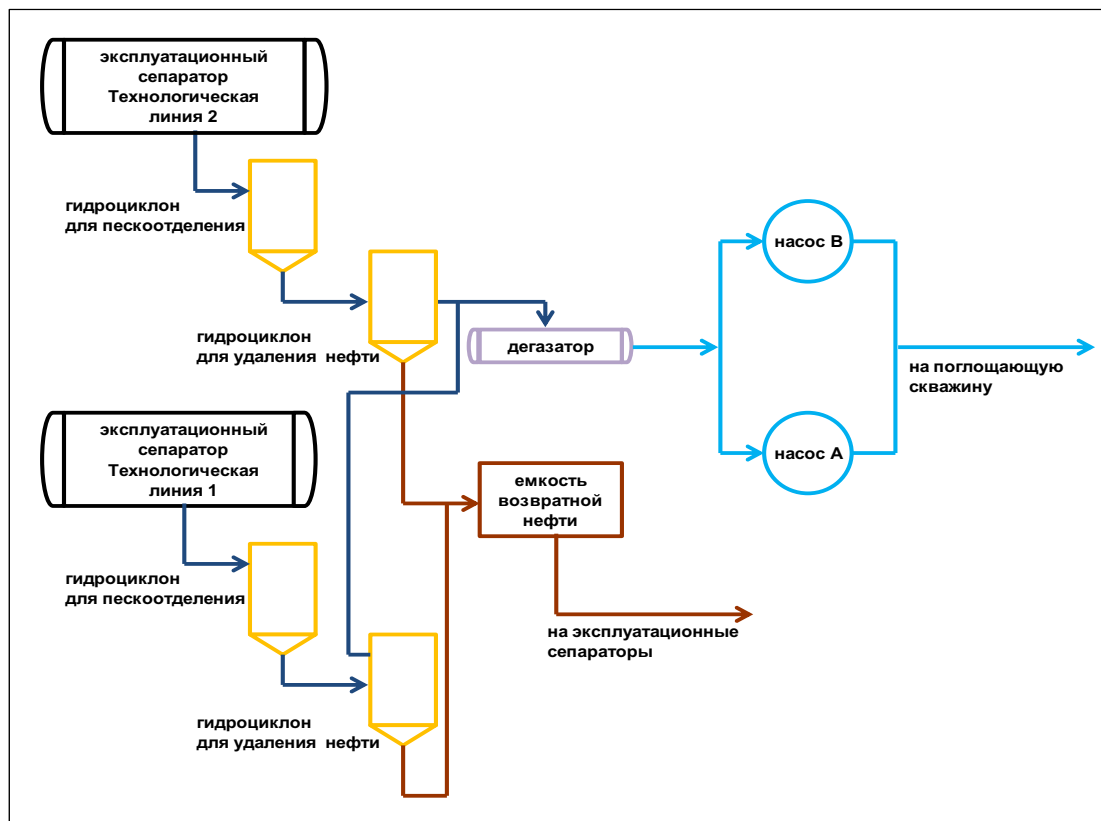 эксплуатационный
сепаратор
Технологическая
линия 2
гидроциклон
для пескоотделения
гидроциклон
для удаления нефти
дегазатор
насос В
насос А
на поглощающую
скважину
эксплуатационный
сепаратор
Технологическая
линия 1
емкость
возвратной
нефти
гидроциклон
для пескоотделения
на эксплуатационные
сепараторы
гидроциклон
для удаления нефти